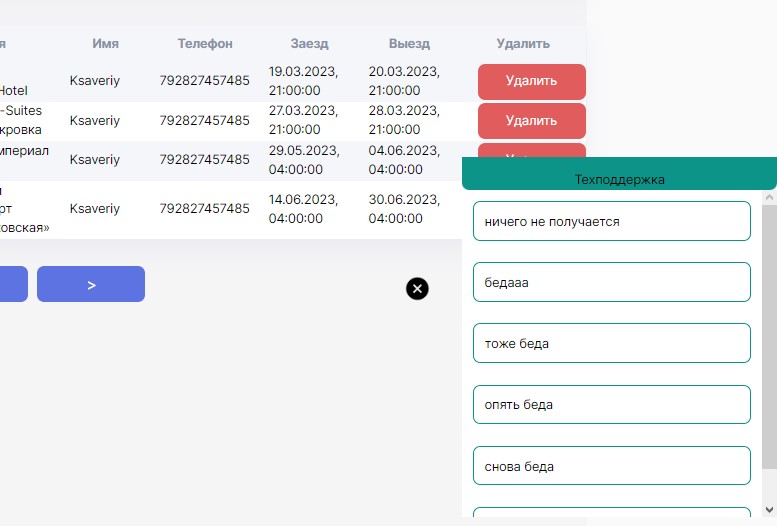 я Имя Телефон Заезд Выезд Удалить
Hotel Ksaveriy 792827457485 19.03.2023, 21:00:00 20.03.2023, 21:00:00 Удалить
-Suites
кровка Ksaveriy 792827457485 27.03.2023, 21:00:00 28.03.2023, 21:00:00 Удалить
мпериал Ksaveriy 792827457485 29.05.2023, 04:00:00 04.06.2023, 04:00:00
рт
ювская» Ksaveriy 792827457485 14.06.2023, 04:00:00 30.06.2023, 04:00:00
>
Техподдержка
ничего не получается
бедааа
тоже беда
опять беда
снова беда